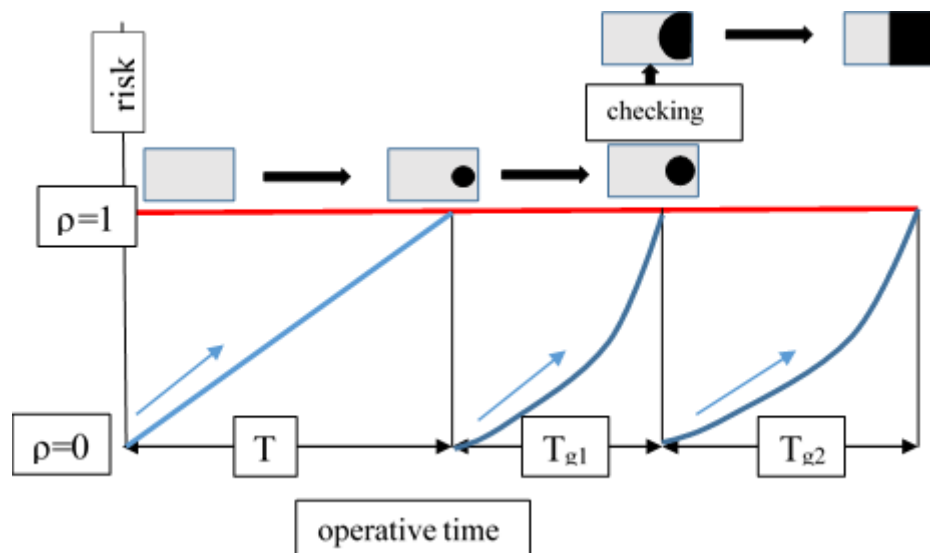 risk
checking
ρ=1
ρ=0
T
Tg1
Tg2
operative time